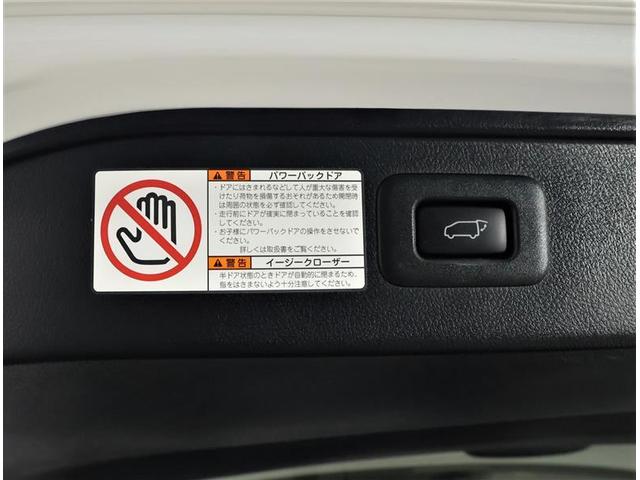 警告 パワーバックドア
・ドアにはさまれるなどして人が重大な傷害を
受けたり荷物を損傷するおそれがあるため開閉時
は周囲の状態を必ず確認してください。
・走行前にドアが確実に閉まっていることを確認
してください。
・お子様にパワーバックドアの操作をさせないで
ください。
詳しくは取扱書をご覧ください。
警告 イージークローザー
半ドア状態のときドアが自動的に閉まるため、
指をはさまないよう十分注意してください。